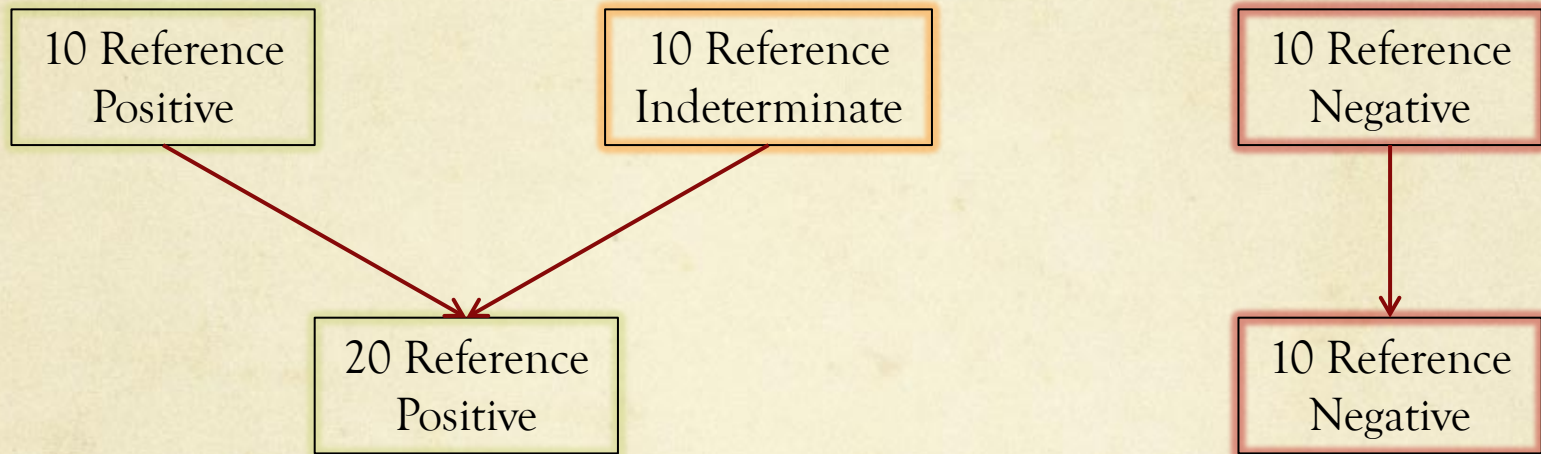 10 Reference
Positive
10 Reference
Indeterminate
10 Reference
Negative
20 Reference
Positive
10 Reference
Negative